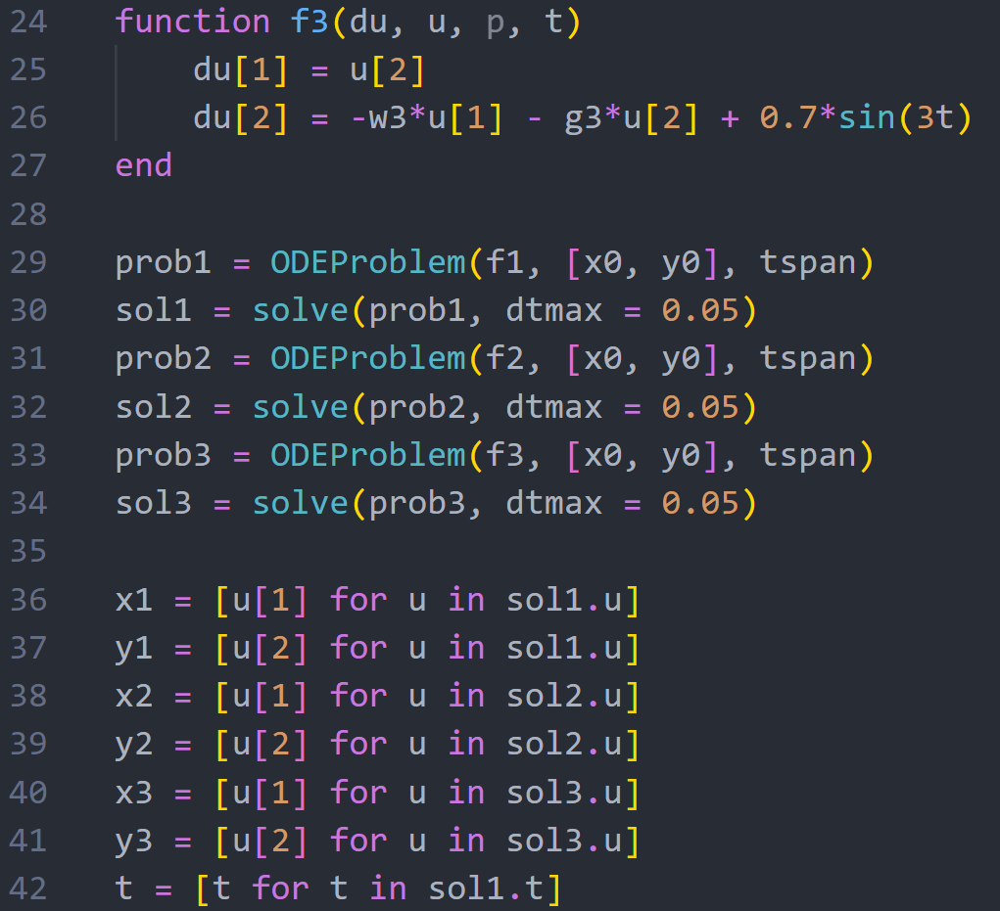 24 function f3(du, u, p, t)
25     du[1] = u[2]
26     du[2] = -w3*u[1] - g3*u[2] + 0.7*sin(3t)
27 end
28
29 prob1 = ODEProblem(f1, [x0, y0], tspan)
30 sol1 = solve(prob1, dtmax = 0.05)
31 prob2 = ODEProblem(f2, [x0, y0], tspan)
32 sol2 = solve(prob2, dtmax = 0.05)
33 prob3 = ODEProblem(f3, [x0, y0], tspan)
34 sol3 = solve(prob3, dtmax = 0.05)
35
36 x1 = [u[1] for u in sol1.u]
37 y1 = [u[2] for u in sol1.u]
38 x2 = [u[1] for u in sol2.u]
39 y2 = [u[2] for u in sol2.u]
40 x3 = [u[1] for u in sol3.u]
41 y3 = [u[2] for u in sol3.u]
42 t = [t for t in sol1.t]